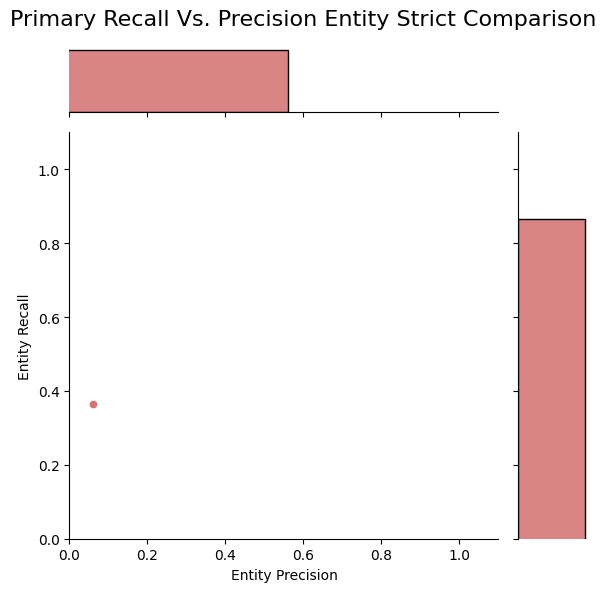 Primary Recall Vs. Precision Entity Strict Comparison
1.0
0.8
0.6
0.4
0.2
0.0
Entity Recall
0.0 0.2 0.4 0.6 0.8 1.0
Entity Precision